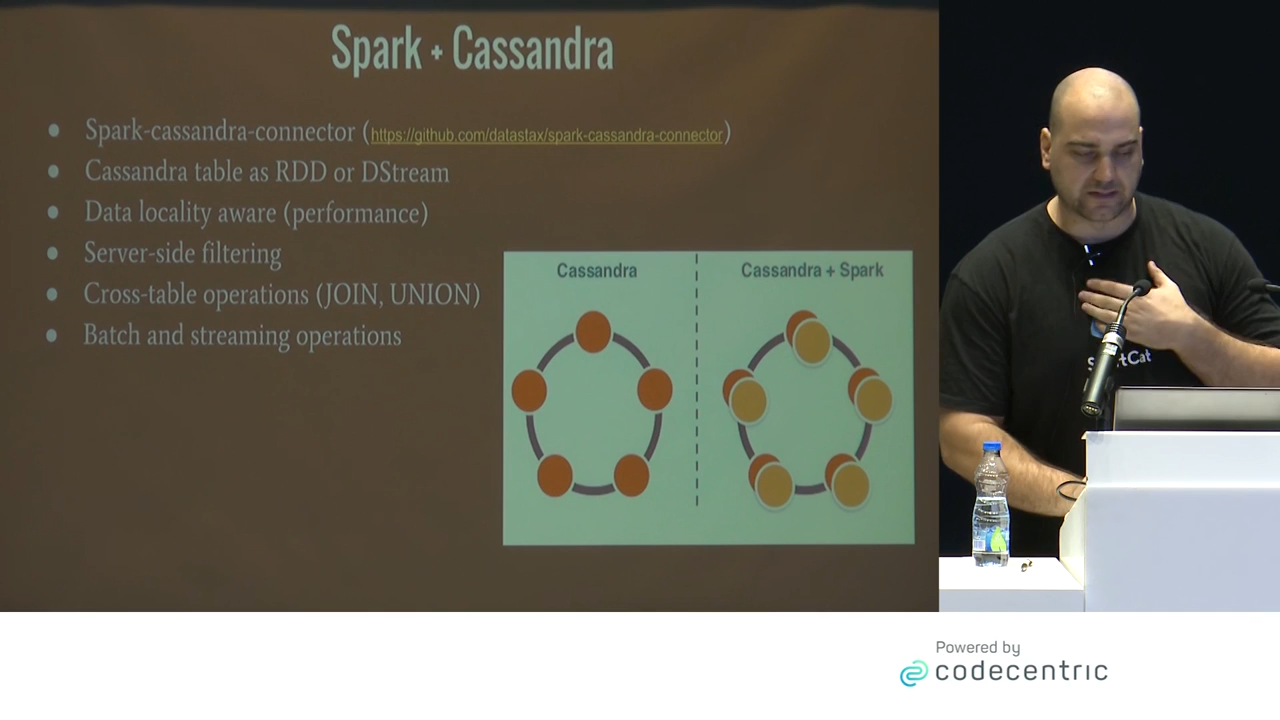 Spark + Cassandra
Spark-cassandra-connector (https://github.com/datastax/spark-cassandra-connector)
Cassandra table as RDD or DStream
Data locality aware (performance)
Server-side filtering
Cross-table operations (JOIN, UNION)
Batch and streaming operations
Cassandra
Cassandra + Spark
Powered by
codecentric